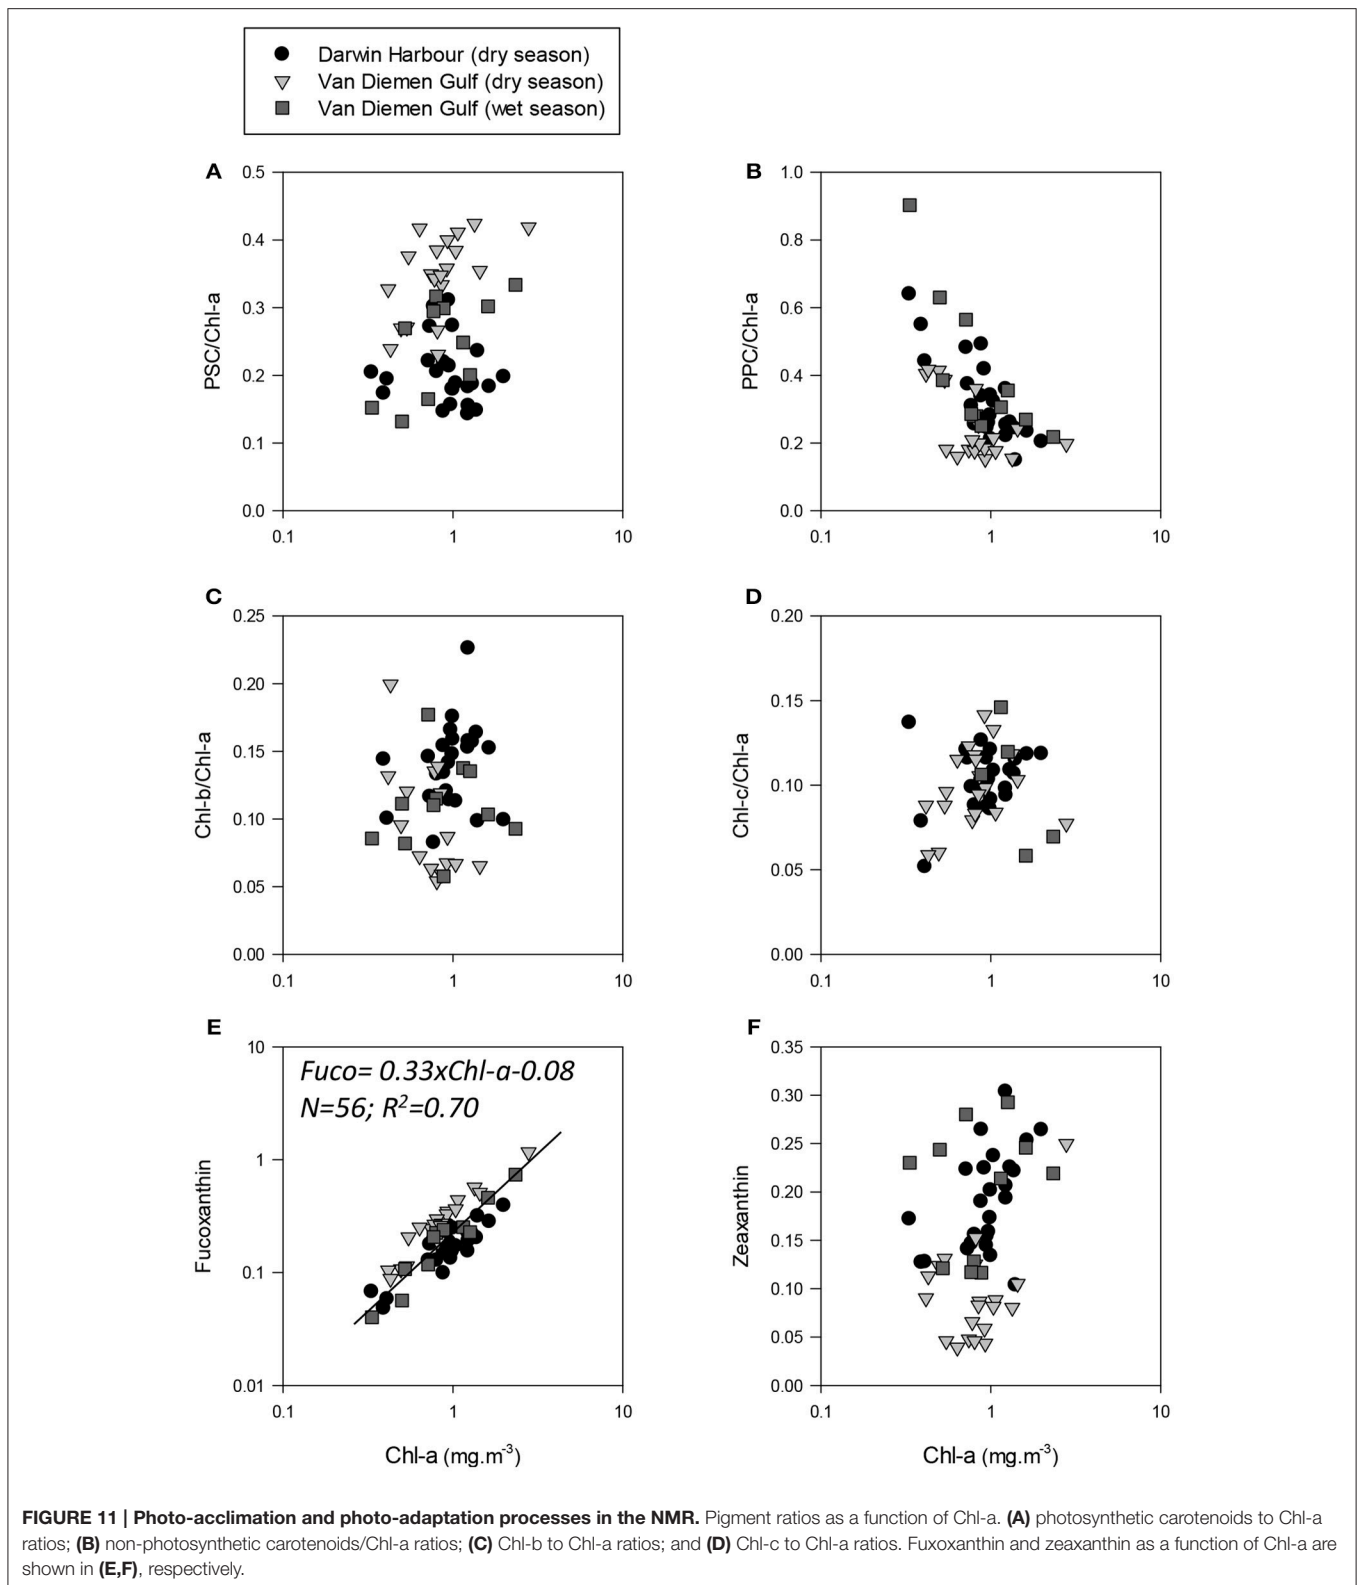 Darwin Harbour (dry season)
Van Diemen Gulf (dry season)
Van Diemen Gulf (wet season)
A
0.5
0.4
0.3
0.2
0.1
0.0
PSC/Chl-a
0.1 1 10
B
1.0
0.8
0.6
0.4
0.2
0.0
PPC/Chl-a
0.1 1 10
C
0.25
0.20
0.15
0.10
0.05
0.00
Chl-b/Chl-a
0.1 1 10
D
0.20
0.15
0.10
0.05
0.00
Chl-c/Chl-a
0.1 1 10
E
10
1
0.1
0.01
Fucoxanthin
Fuco= 0.33xChl-a-0.08
N=56; R²=0.70
0.1 1 10
Chl-a (mg.m⁻³)
F
0.35
0.30
0.25
0.20
0.15
0.10
0.05
0.00
Zeaxanthin
0.1 1 10
Chl-a (mg.m⁻³)
FIGURE 11 | Photo-acclimation and photo-adaptation processes in the NMR. Pigment ratios as a function of Chl-a. (A) photosynthetic carotenoids to Chl-a
ratios; (B) non-photosynthetic carotenoids/Chl-a ratios; (C) Chl-b to Chl-a ratios; and (D) Chl-c to Chl-a ratios. Fuxoxanthin and zeaxanthin as a function of Chl-a are
shown in (E,F), respectively.